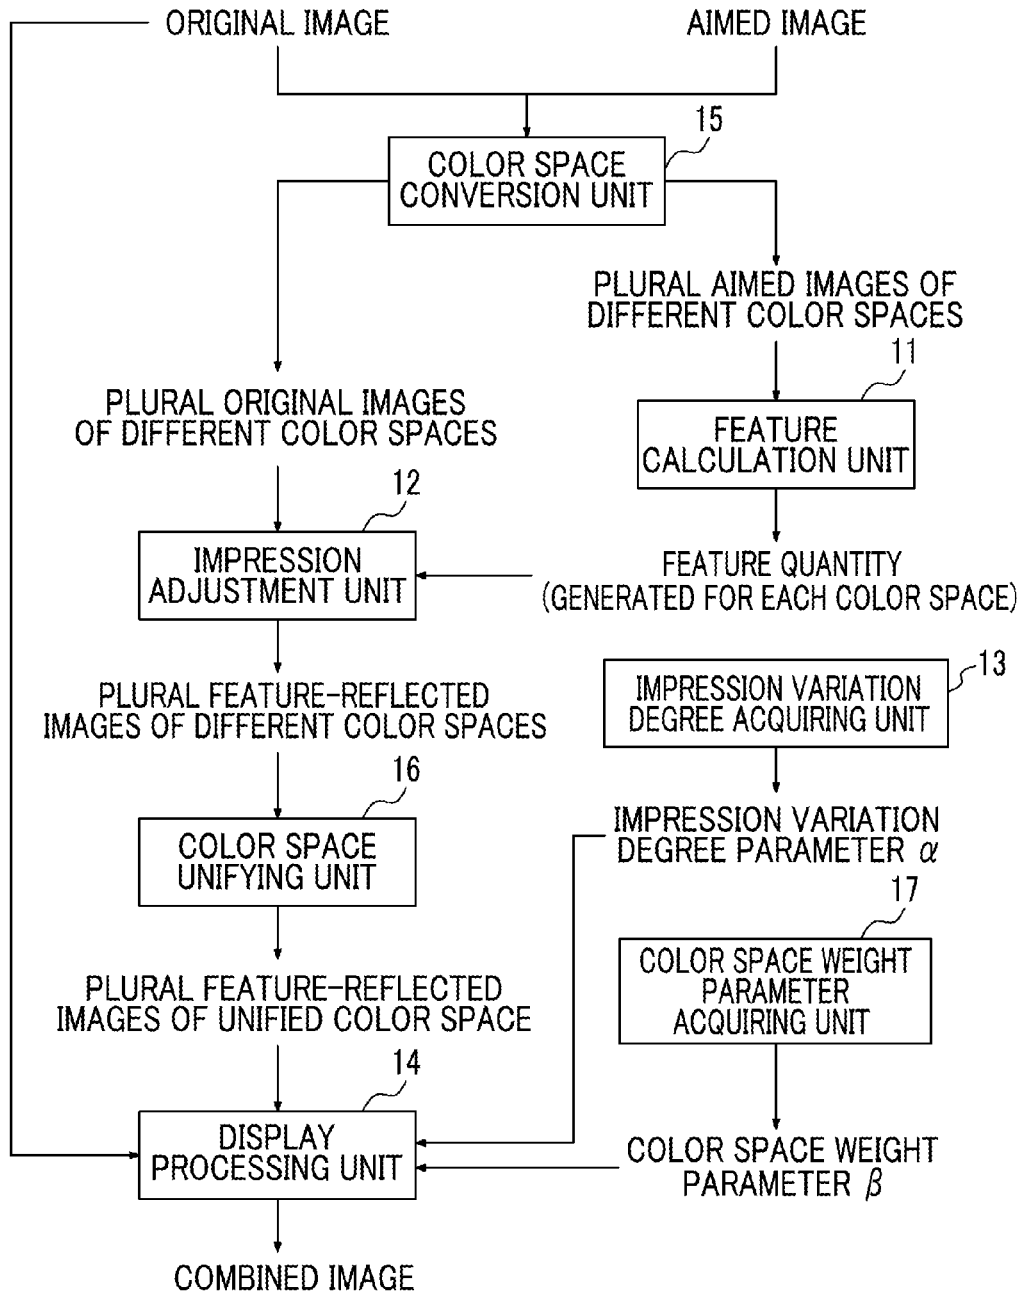 ORIGINAL IMAGE
AIMED IMAGE
15
COLOR SPACE
CONVERSION UNIT
PLURAL AIMED IMAGES OF
DIFFERENT COLOR SPACES
11
FEATURE
CALCULATION UNIT
PLURAL ORIGINAL IMAGES
OF DIFFERENT COLOR SPACES
12
IMPRESSION
ADJUSTMENT UNIT
FEATURE QUANTITY
(GENERATED FOR EACH COLOR SPACE)
13
IMPRESSION VARIATION
DEGREE ACQUIRING UNIT
PLURAL FEATURE-REFLECTED
IMAGES OF DIFFERENT COLOR SPACES
16
COLOR SPACE
UNIFYING UNIT
IMPRESSION VARIATION
DEGREE PARAMETER α
17
COLOR SPACE WEIGHT
PARAMETER
ACQUIRING UNIT
PLURAL FEATURE-REFLECTED
IMAGES OF UNIFIED COLOR SPACE
14
DISPLAY
PROCESSING UNIT
COLOR SPACE WEIGHT
PARAMETER β
COMBINED IMAGE